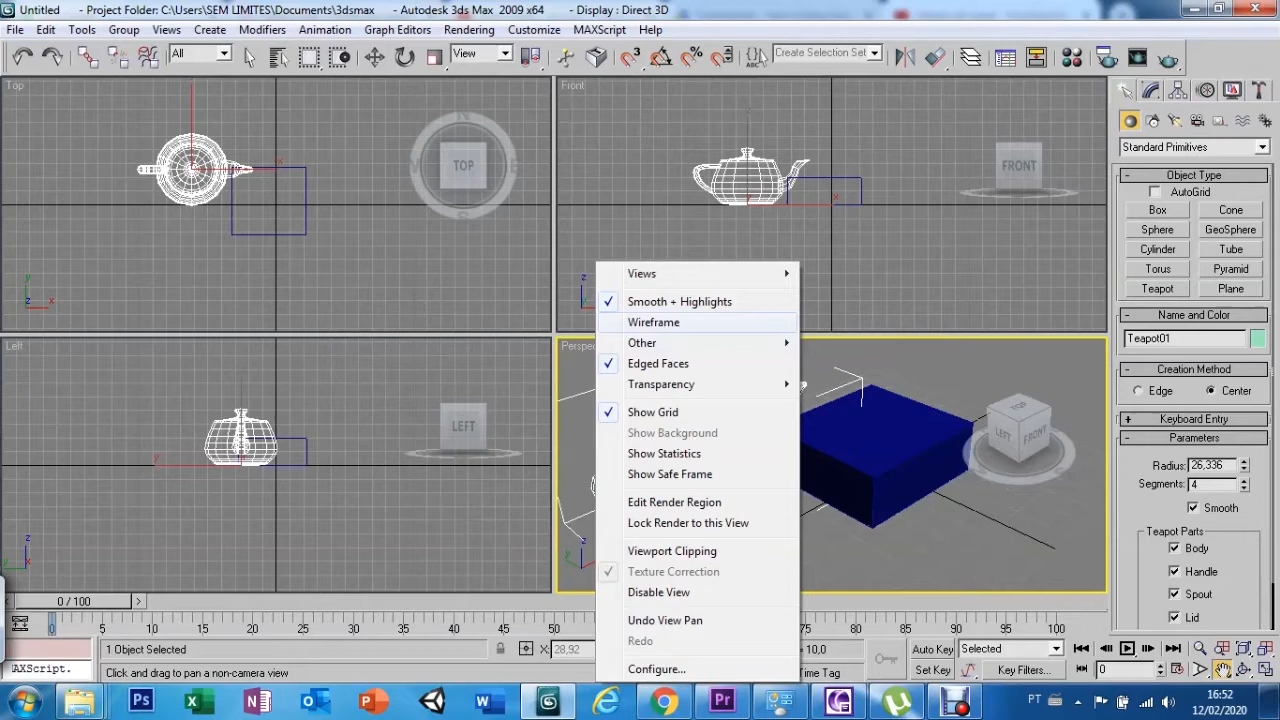 Untitled - Project Folder: C:\Users\SEM LIMITES\Documents\3dsmax - Autodesk 3ds Max 2009 x64 - Display : Direct 3D
File Edit Tools Group Views Create Modifiers Animation Graph Editors Rendering Customize MAXScript Help
All
View
3
%
ABC
Create Selection Set
Top
TOP
N
S
Front
FRONT
Left
LEFT
Perspe
TOP
LEFT
FRONT
Views
Smooth + Highlights
Wireframe
Other
Edged Faces
Transparency
Show Grid
Show Background
Show Statistics
Show Safe Frame
Edit Render Region
Lock Render to this View
Viewport Clipping
Texture Correction
Disable View
Undo View Pan
Redo
Configure...
Standard Primitives
Object Type
AutoGrid
Box Cone
Sphere GeoSphere
Cylinder Tube
Torus Pyramid
Teapot Plane
Name and Color
Teapot01
Creation Method
Edge Center
Keyboard Entry
Parameters
Radius: 26,336
Segments: 4
Smooth
Teapot Parts
Body
Handle
Spout
Lid
0 / 100
0 5 10 15 20 25 30 35 40 45 50 80 85 90 95 100
1 Object Selected
X: 28,92
= 10,0
Auto Key Selected
AXScript.
Click and drag to pan a non-camera view
me Tag
Set Key Key Filters...
0
PT
16:52
12/02/2020